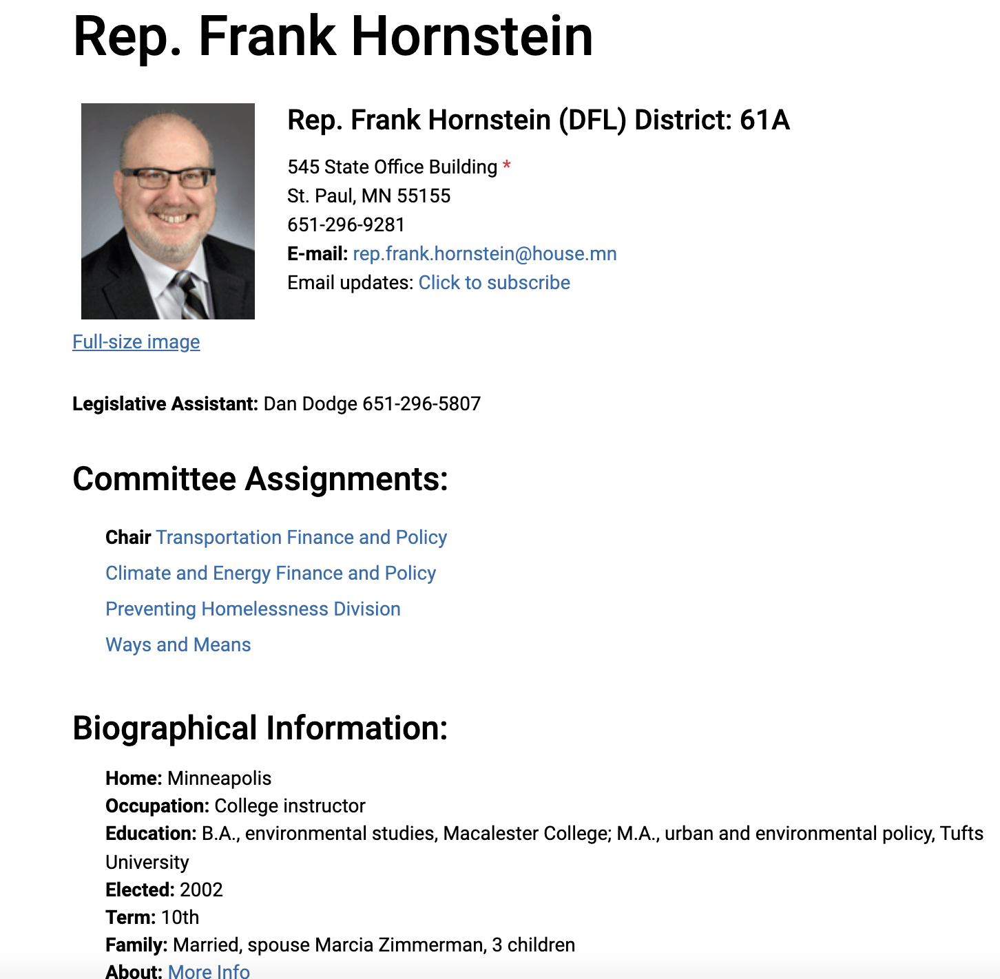 Rep. Frank Hornstein
Rep. Frank Hornstein (DFL) District: 61A
545 State Office Building *
St. Paul, MN 55155
651-296-9281
E-mail: rep.frank.hornstein@house.mn
Email updates: Click to subscribe
Full-size image
Legislative Assistant: Dan Dodge 651-296-5807
Committee Assignments:
Chair Transportation Finance and Policy
Climate and Energy Finance and Policy
Preventing Homelessness Division
Ways and Means
Biographical Information:
Home: Minneapolis
Occupation: College instructor
Education: B.A., environmental studies, Macalester College; M.A., urban and environmental policy, Tufts
University
Elected: 2002
Term: 10th
Family: Married, spouse Marcia Zimmerman, 3 children
About: More Info